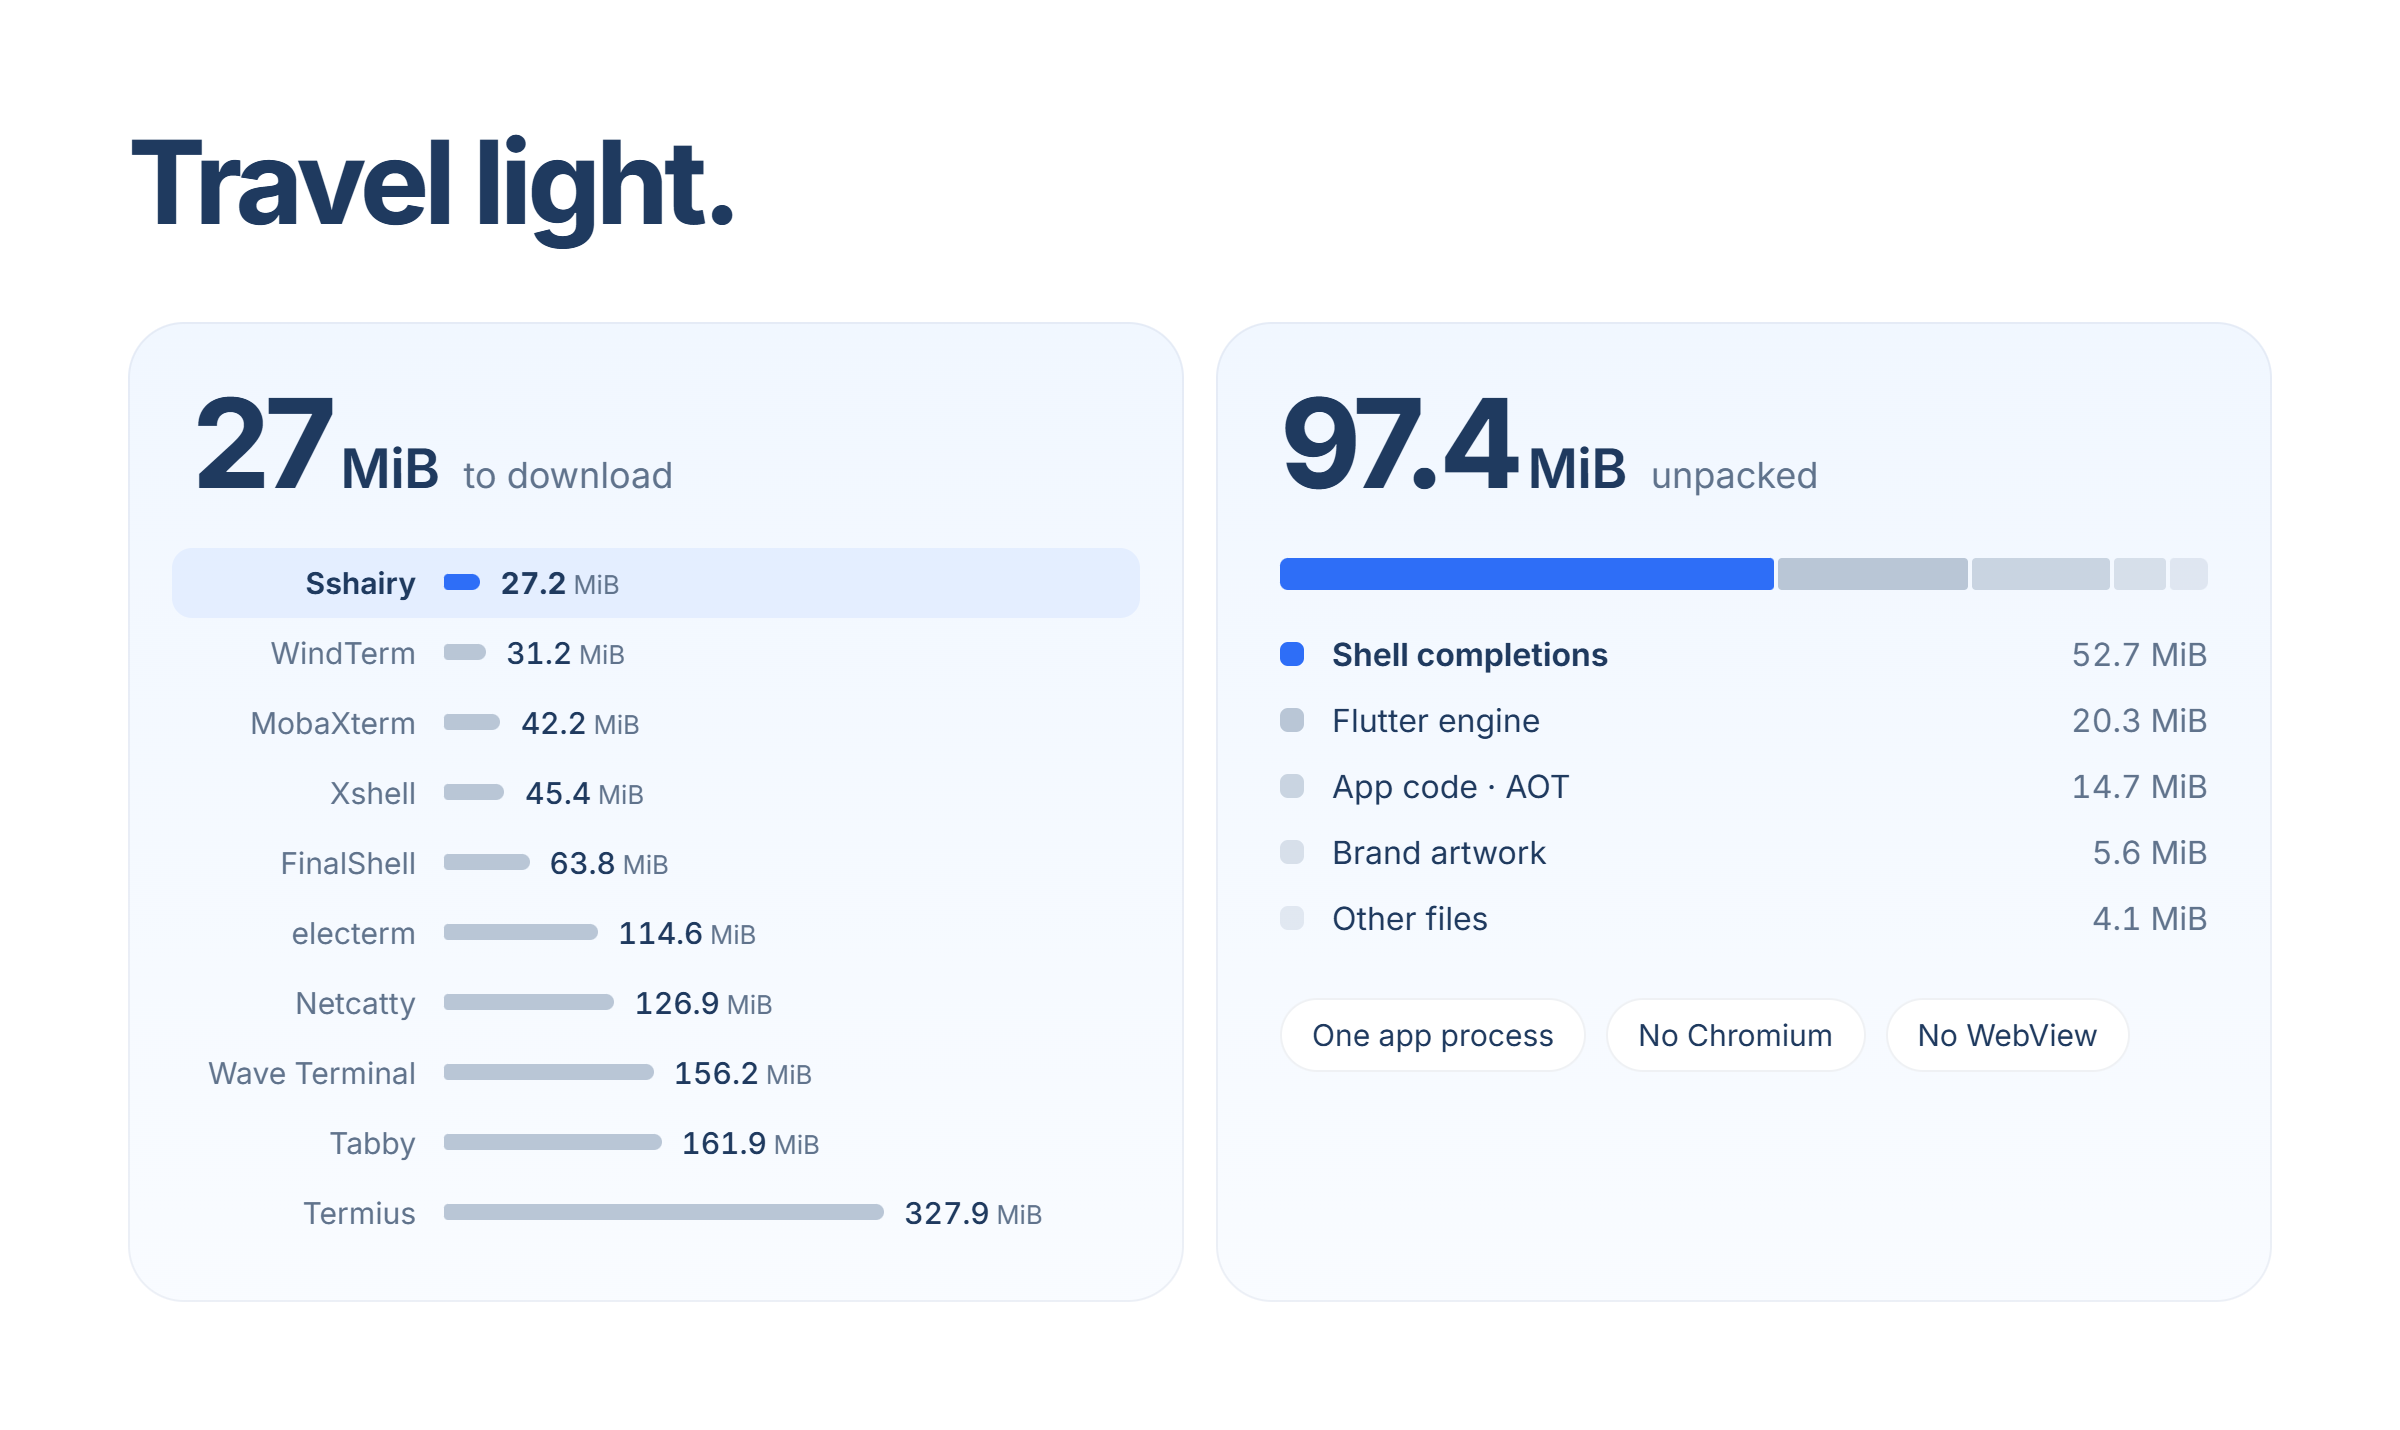 Travel light.
27 MiB to download
Sshairy 27.2 MiB
WindTerm 31.2 MiB
MobaXterm 42.2 MiB
Xshell 45.4 MiB
FinalShell 63.8 MiB
electerm 114.6 MiB
Netcatty 126.9 MiB
Wave Terminal 156.2 MiB
Tabby 161.9 MiB
Termius 327.9 MiB
97.4 MiB unpacked
Shell completions 52.7 MiB
Flutter engine 20.3 MiB
App code · AOT 14.7 MiB
Brand artwork 5.6 MiB
Other files 4.1 MiB
One app process No Chromium No WebView